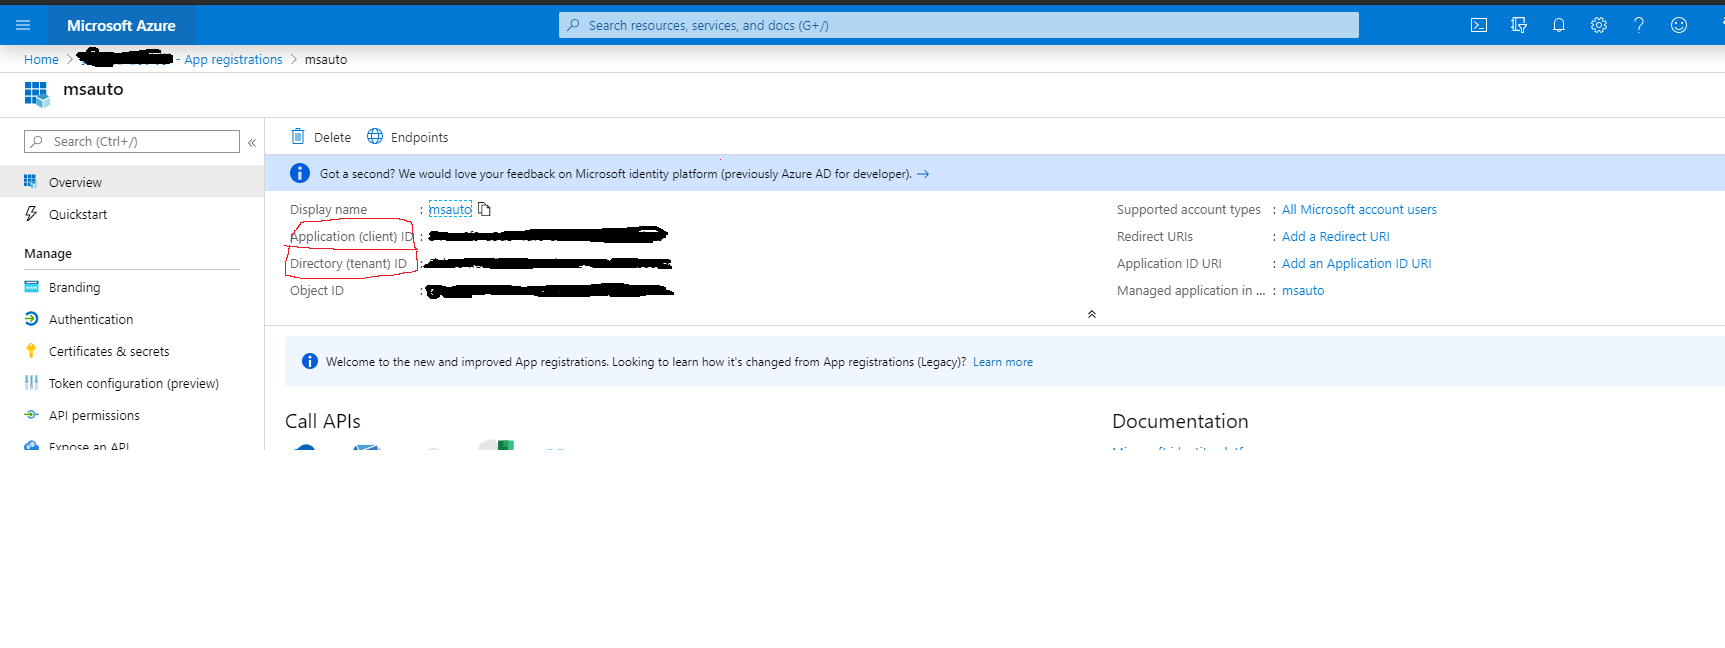 Microsoft Azure
Search resources, services, and docs (G+/)
Home > - App registrations > msauto
msauto
Search (Ctrl+/)
«
Delete
Endpoints
Got a second? We would love your feedback on Microsoft identity platform (previously Azure AD for developer). →
Overview
Quickstart
Manage
Branding
Authentication
Certificates & secrets
Token configuration (preview)
API permissions
Expose an API
Display name : msauto
Application (client) ID :
Directory (tenant) ID :
Object ID :
Supported account types : All Microsoft account users
Redirect URIs : Add a Redirect URI
Application ID URI : Add an Application ID URI
Managed application in ... : msauto
Welcome to the new and improved App registrations. Looking to learn how it's changed from App registrations (Legacy)? Learn more
Call APIs
Documentation